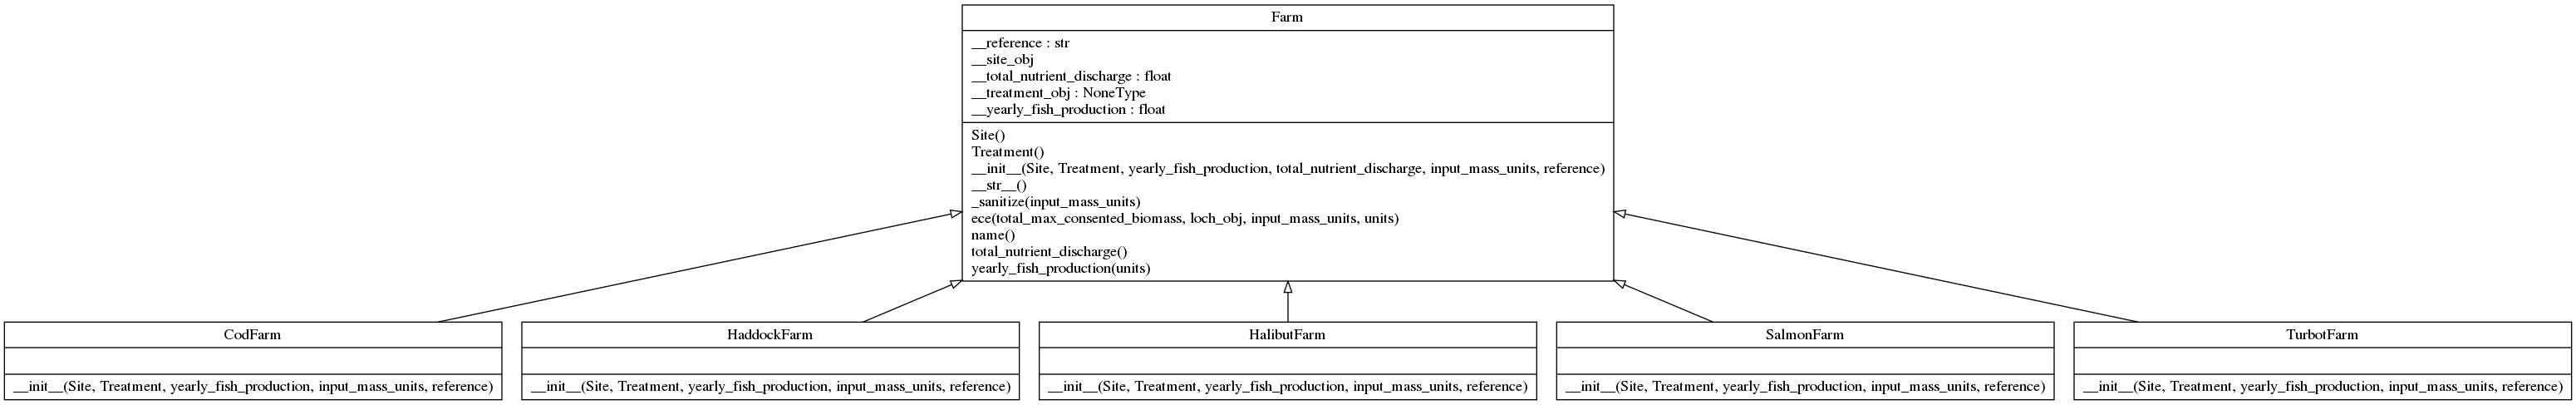 Farm
__reference : str
__site_obj
__total_nutrient_discharge : float
__treatment_obj : NoneType
__yearly_fish_production : float
Site()
Treatment()
__init__(Site, Treatment, yearly_fish_production, total_nutrient_discharge, input_mass_units, reference)
__str__()
_sanitize(input_mass_units)
ece(total_max_consented_biomass, loch_obj, input_mass_units, units)
name()
total_nutrient_discharge()
yearly_fish_production(units)
CodFarm
__init__(Site, Treatment, yearly_fish_production, input_mass_units, reference)
HaddockFarm
__init__(Site, Treatment, yearly_fish_production, input_mass_units, reference)
HalibutFarm
__init__(Site, Treatment, yearly_fish_production, input_mass_units, reference)
SalmonFarm
__init__(Site, Treatment, yearly_fish_production, input_mass_units, reference)
TurbotFarm
__init__(Site, Treatment, yearly_fish_production, input_mass_units, reference)